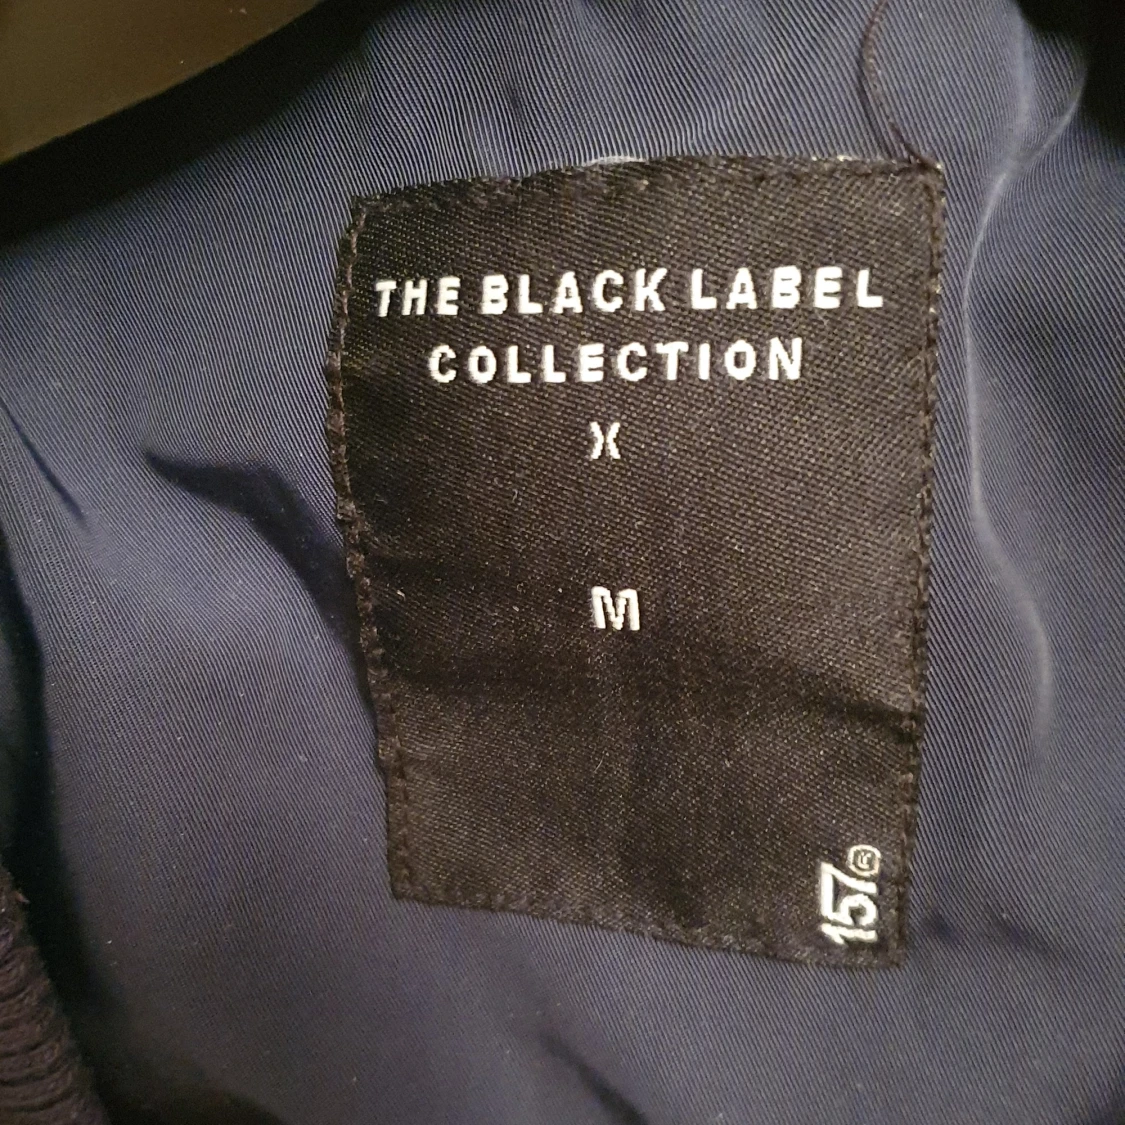 THE BLACK LABEL
COLLECTION
X
M
157®